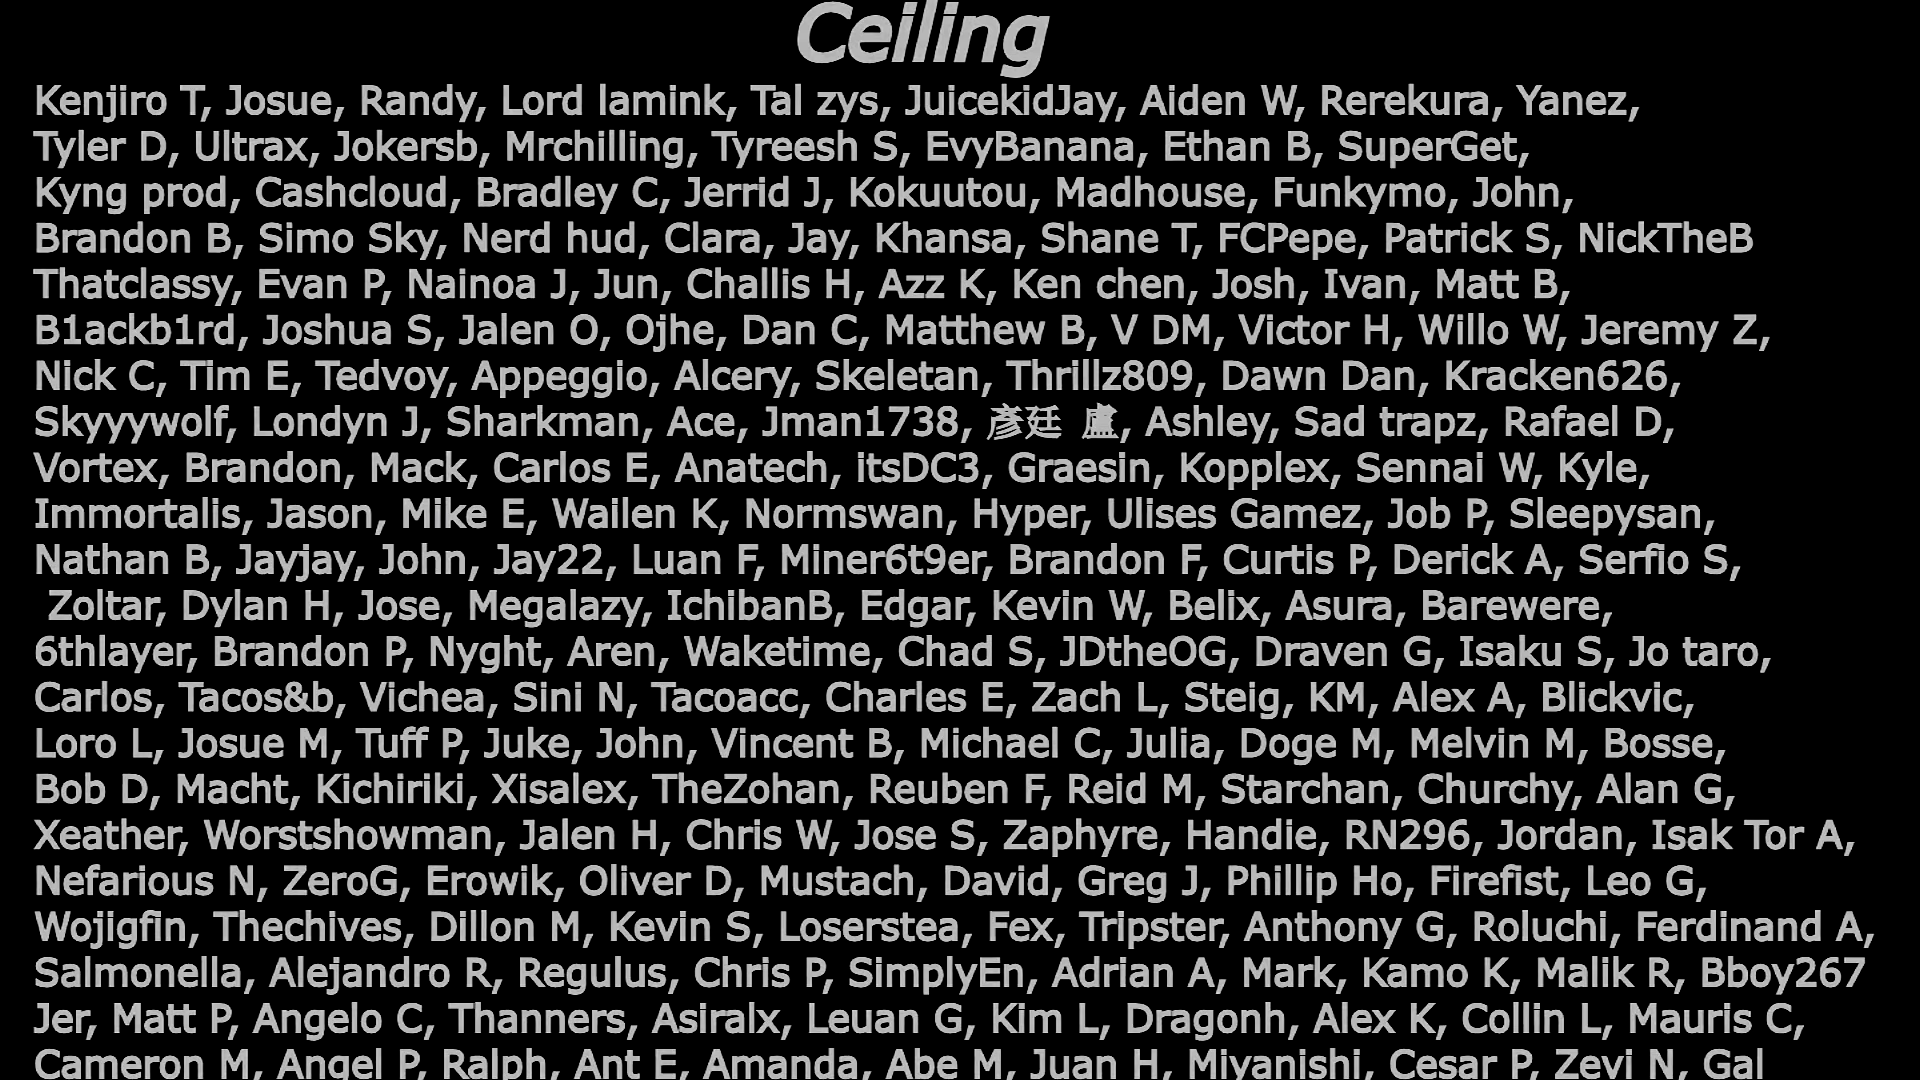 Ceiling
Kenjiro T, Josue, Randy, Lord lamink, Tal zys, JuicekidJay, Aiden W, Rerekura, Yanez,
Tyler D, Ultrax, Jokersb, Mrchilling, Tyreesh S, EvyBanana, Ethan B, SuperGet,
Kyng prod, Cashcloud, Bradley C, Jerrid J, Kokuutou, Madhouse, Funkymo, John,
Brandon B, Simo Sky, Nerd hud, Clara, Jay, Khansa, Shane T, FCPepe, Patrick S, NickTheB
Thatclassy, Evan P, Nainoa J, Jun, Challis H, Azz K, Ken chen, Josh, Ivan, Matt B,
B1ackb1rd, Joshua S, Jalen O, Ojhe, Dan C, Matthew B, V DM, Victor H, Willo W, Jeremy Z,
Nick C, Tim E, Tedvoy, Appeggio, Alcery, Skeletan, Thrillz809, Dawn Dan, Kracken626,
Skyyywolf, Londyn J, Sharkman, Ace, Jman1738, 彥廷 盧, Ashley, Sad trapz, Rafael D,
Vortex, Brandon, Mack, Carlos E, Anatech, itsDC3, Graesin, Kopplex, Sennai W, Kyle,
Immortalis, Jason, Mike E, Wailen K, Normswan, Hyper, Ulises Gamez, Job P, Sleepysan,
Nathan B, Jayjay, John, Jay22, Luan F, Miner6t9er, Brandon F, Curtis P, Derick A, Serfio S,
Zoltar, Dylan H, Jose, Megalazy, IchibanB, Edgar, Kevin W, Belix, Asura, Barewere,
6thlayer, Brandon P, Nyght, Aren, Waketime, Chad S, JDtheOG, Draven G, Isaku S, Jo taro,
Carlos, Tacos&b, Vichea, Sini N, Tacoacc, Charles E, Zach L, Steig, KM, Alex A, Blickvic,
Loro L, Josue M, Tuff P, Juke, John, Vincent B, Michael C, Julia, Doge M, Melvin M, Bosse,
Bob D, Macht, Kichiriki, Xisalex, TheZohan, Reuben F, Reid M, Starchan, Churchy, Alan G,
Xeather, Worstshowman, Jalen H, Chris W, Jose S, Zaphyre, Handie, RN296, Jordan, Isak Tor A,
Nefarious N, ZeroG, Erowik, Oliver D, Mustach, David, Greg J, Phillip Ho, Firefist, Leo G,
Wojigfin, Thechives, Dillon M, Kevin S, Loserstea, Fex, Tripster, Anthony G, Roluchi, Ferdinand A,
Salmonella, Alejandro R, Regulus, Chris P, SimplyEn, Adrian A, Mark, Kamo K, Malik R, Bboy267
Jer, Matt P, Angelo C, Thanners, Asiralx, Leuan G, Kim L, Dragonh, Alex K, Collin L, Mauris C,
Cameron M, Angel P, Ralph, Ant E, Amanda, Abe M, Juan H, Miyanishi, Cesar P, Zevi N, Gal